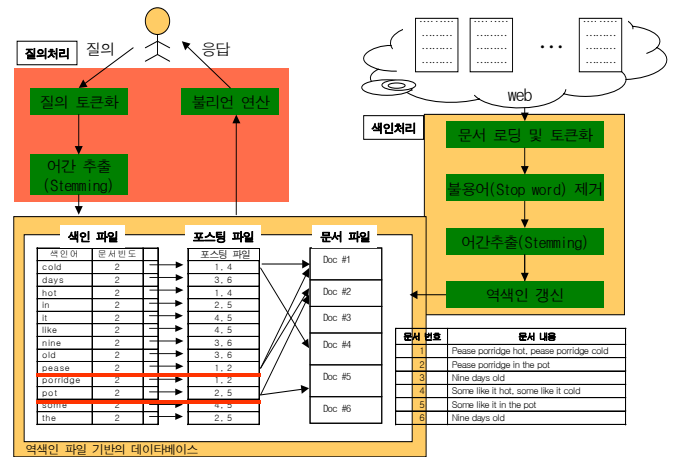 질의처리
질의
응답
질의 토큰화
불리언 연산
어간 추출
(Stemming)
web
색인처리
문서 로딩 및 토큰화
불용어(Stop word) 제거
어간추출(Stemming)
역색인 갱신
색인 파일
포스팅 파일
문서 파일
색인어 문서빈도 포스팅 파일
cold 2 1, 4
days 2 3, 6
hot 2 1, 4
in 2 2, 5
it 2 4, 5
like 2 4, 5
nine 2 3, 6
old 2 3, 6
pease 2 1, 2
porridge 2 1, 2
pot 2 2, 5
some 2 4, 5
the 2 2, 5
Doc #1
Doc #2
Doc #3
Doc #4
Doc #5
Doc #6
역색인 파일 기반의 데이타베이스
문서 번호 문서 내용
1 Pease porridge hot, pease porridge cold
2 Pease porridge in the pot
3 Nine days old
4 Some like it hot, some like it cold
5 Some like it in the pot
6 Nine days old